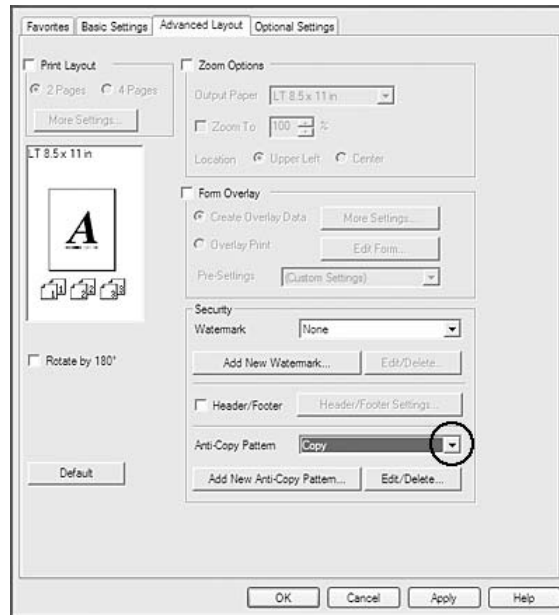 Favorites Basic Settings Advanced Layout Optional Settings
Print Layout
2 Pages 4 Pages
More Settings...
LT 8.5 x 11 in
A
1 2 3
Rotate by 180°
Default
Zoom Options
Output Paper LT 8.5 x 11 in
Zoom To 100 %
Location Upper Left Center
Form Overlay
Create Overlay Data More Settings...
Overlay Print Edit Form...
Pre-Settings (Custom Settings)
Security
Watermark None
Add New Watermark... Edit/Delete...
Header/Footer Header/Footer Settings...
Anti-Copy Pattern Copy
Add New Anti-Copy Pattern... Edit/Delete...
OK Cancel Apply Help